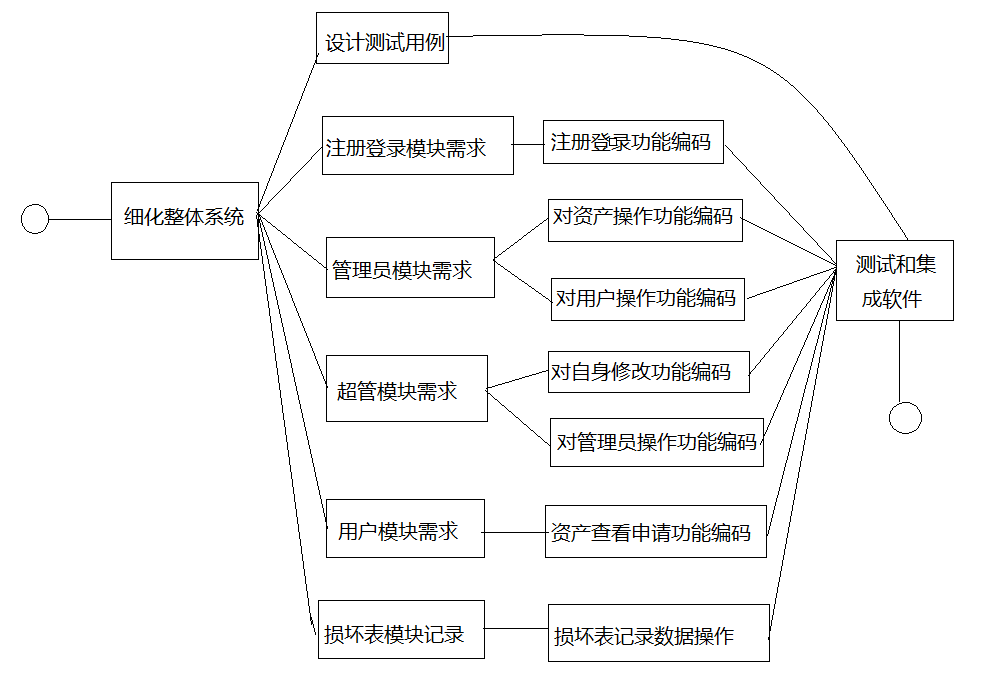 设计测试用例
注册登录模块需求
注册登录功能编码
细化整体系统
对资产操作功能编码
管理员模块需求
对用户操作功能编码
测试和集
成软件
超管模块需求
对自身修改功能编码
对管理员操作功能编码
用户模块需求
资产查看申请功能编码
损坏表模块记录
损坏表记录数据操作